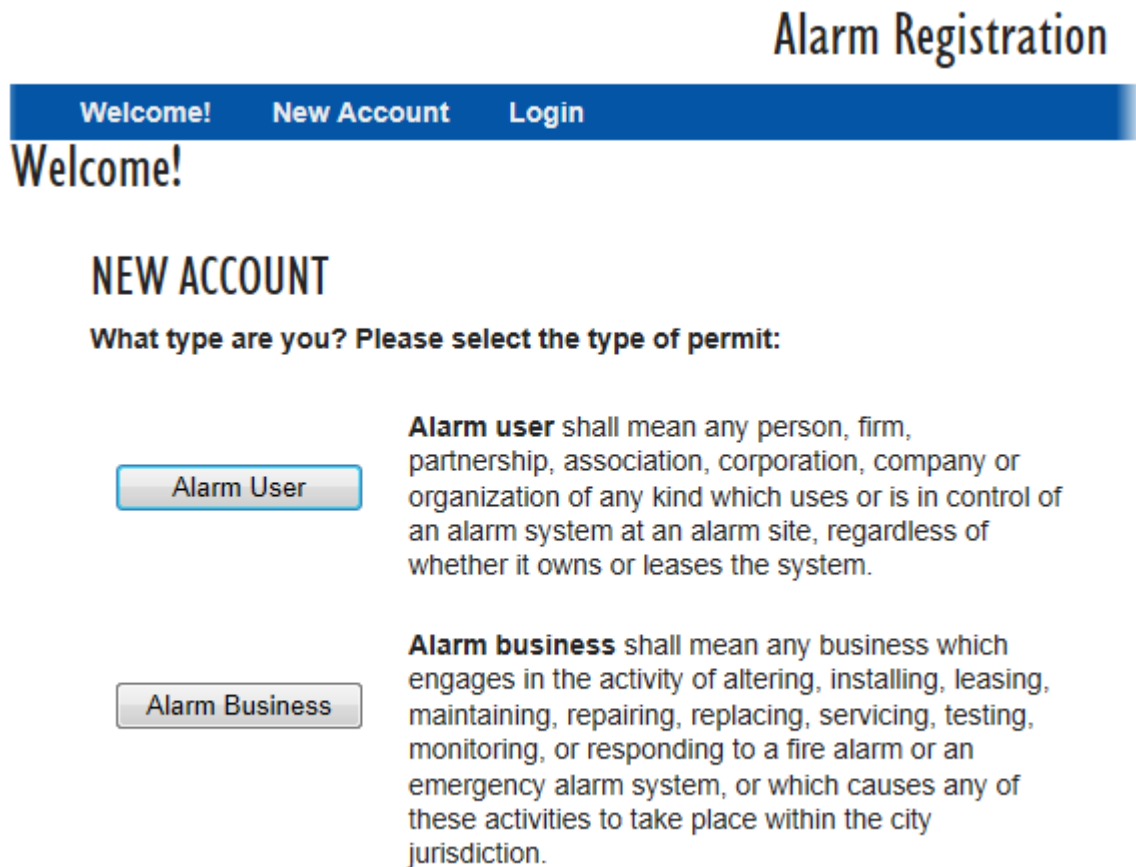 Alarm Registration
Welcome! New Account Login
Welcome!
NEW ACCOUNT
What type are you? Please select the type of permit:
Alarm User
Alarm user shall mean any person, firm,
partnership, association, corporation, company or
organization of any kind which uses or is in control of
an alarm system at an alarm site, regardless of
whether it owns or leases the system.
Alarm Business
Alarm business shall mean any business which
engages in the activity of altering, installing, leasing,
maintaining, repairing, replacing, servicing, testing,
monitoring, or responding to a fire alarm or an
emergency alarm system, or which causes any of
these activities to take place within the city
jurisdiction.